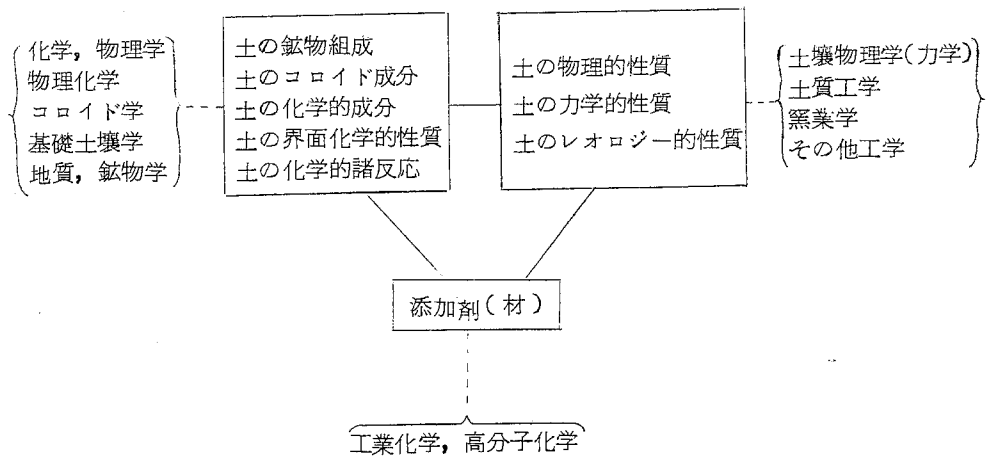 化学，物理学
物理化学
コロイド学
基礎土壌学
地質，鉱物学
土の鉱物組成
土のコロイド成分
土の化学的成分
土の界面化学的性質
土の化学的諸反応
土の物理的性質
土の力学的性質
土のレオロジー的性質
土壌物理学(力学)
土質工学
窯業学
その他工学
添加剤(材)
工業化学，高分子化学